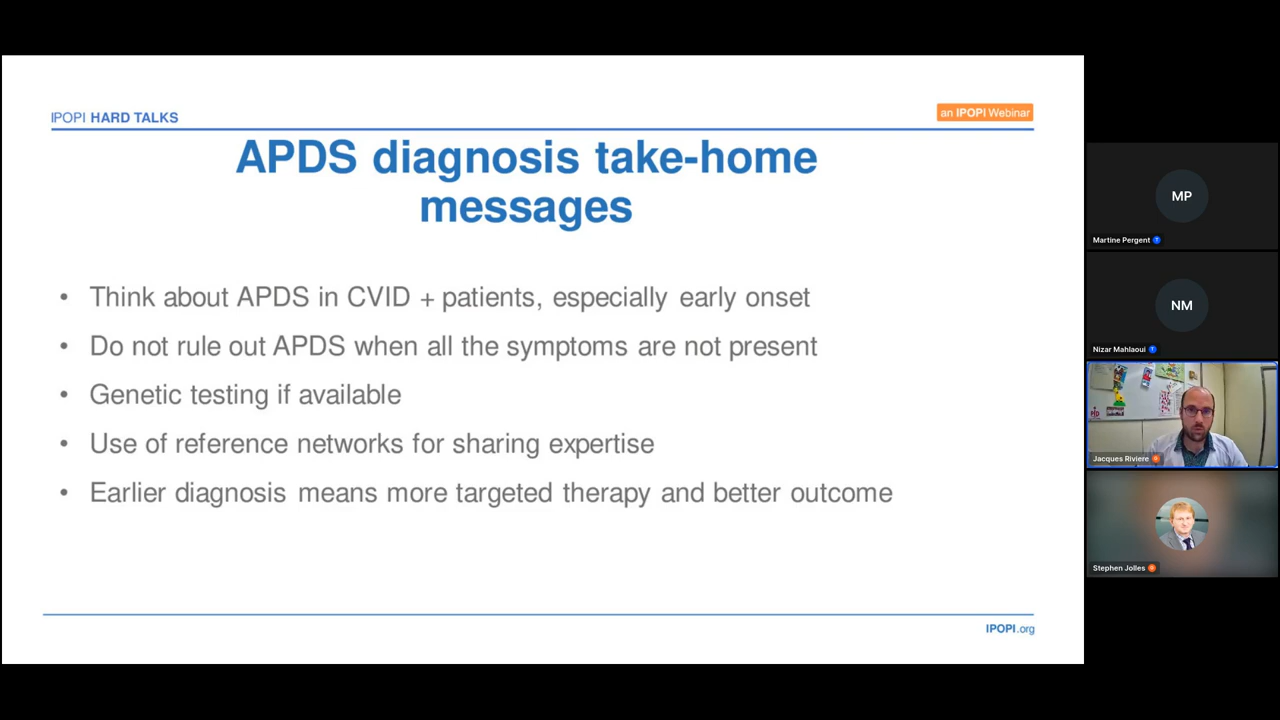 IPOPI HARD TALKS
an IPOPI Webinar
APDS diagnosis take-home
messages
• Think about APDS in CVID + patients, especially early onset
• Do not rule out APDS when all the symptoms are not present
• Genetic testing if available
• Use of reference networks for sharing expertise
• Earlier diagnosis means more targeted therapy and better outcome
IPOPI.org
MP
Martine Pergent
NM
Nizar Mahlaoui
Jacques Riviere
Stephen Jolles